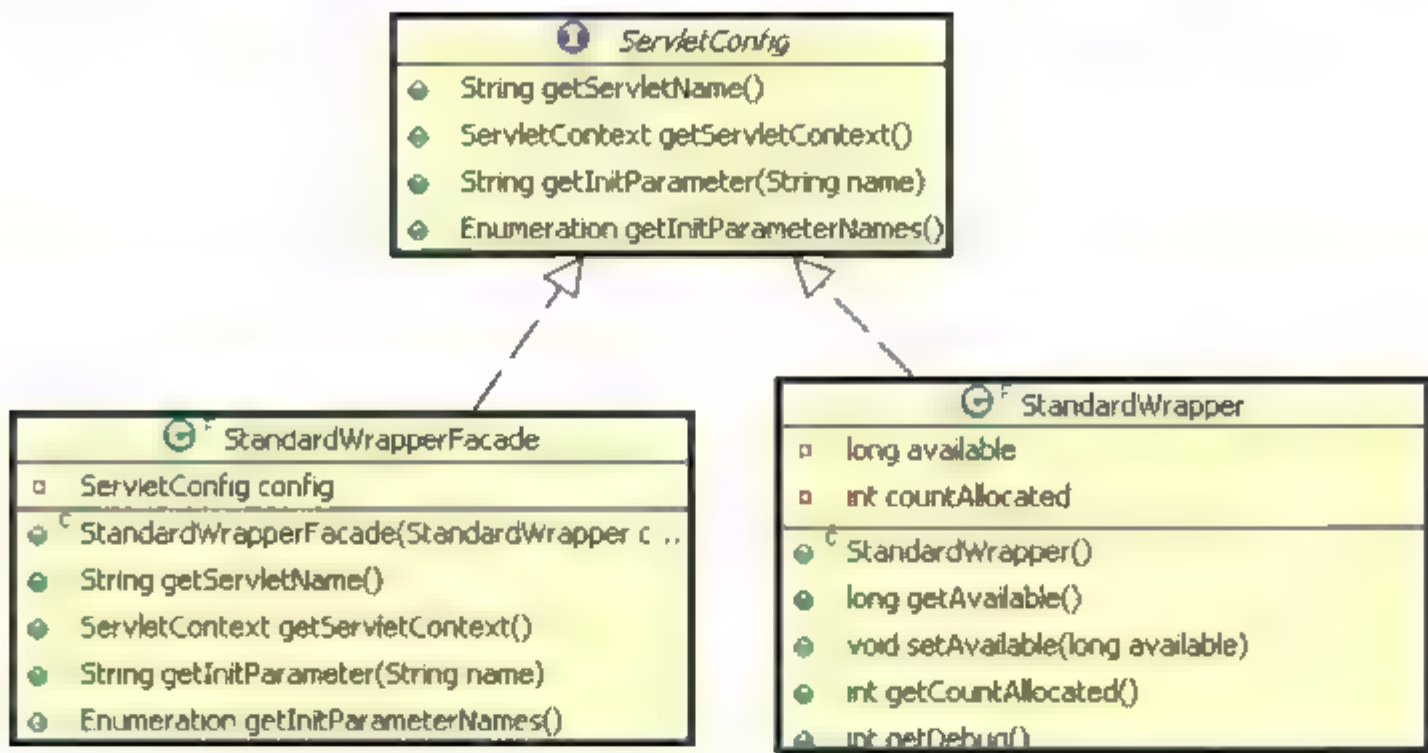 ServletConfig
String getServletName()
ServletContext getServletContext()
String getInitParameter(String name)
Enumeration getInitParameterNames()
StandardWrapperFacade
ServletConfig config
StandardWrapperFacade(StandardWrapper c ..
String getServletName()
ServletContext getServletContext()
String getInitParameter(String name)
Enumeration getInitParameterNames()
StandardWrapper
long available
int countAllocated
StandardWrapper()
long getAvailable()
void setAvailable(long available)
int getCountAllocated()
int getDebug()